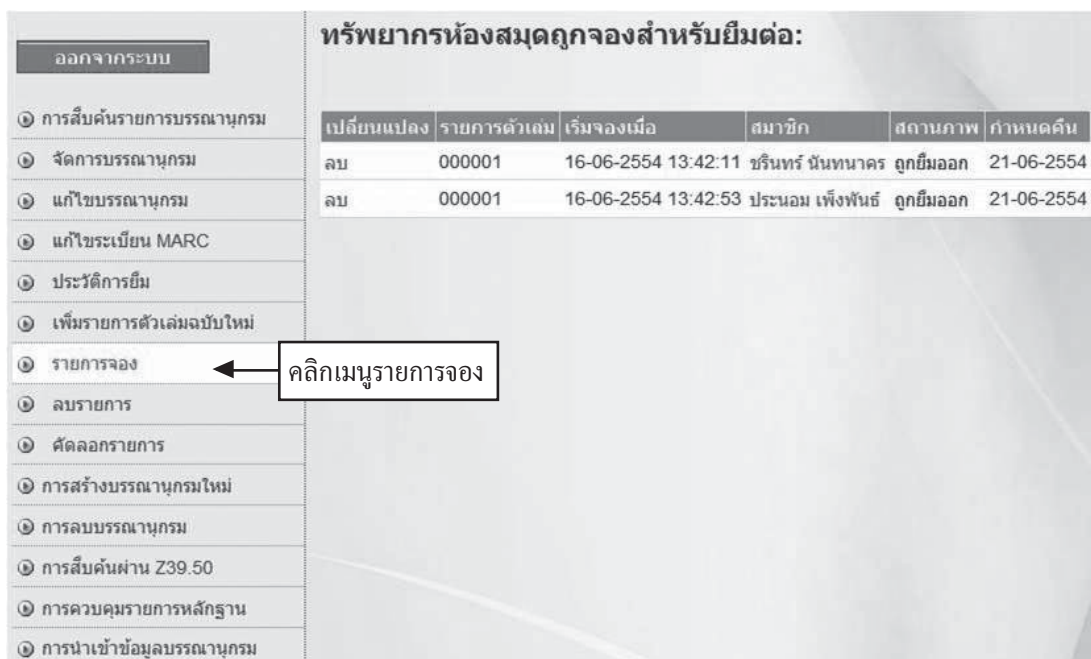 ออกจากระบบ
การสืบค้นรายการบรรณานุกรม
จัดการบรรณานุกรม
แก้ไขบรรณานุกรม
แก้ไขระเบียน MARC
ประวัติการยืม
เพิ่มรายการตัวเล่มฉบับใหม่
รายการจอง
ลบรายการ
คัดลอกรายการ
การสร้างบรรณานุกรมใหม่
การลบบรรณานุกรม
การสืบค้นผ่าน Z39.50
การควบคุมรายการหลักฐาน
การนำเข้าข้อมูลบรรณานุกรม
ทรัพยากรห้องสมุดถูกจองสำหรับยืมต่อ:
เปลี่ยนแปลง รายการตัวเล่ม เริ่มจองเมื่อ สมาชิก สถานภาพ กำหนดคืน
ลบ 000001 16-06-2554 13:42:11 ชรินทร์ นันทนาคร ถูกยืมออก 21-06-2554
ลบ 000001 16-06-2554 13:42:53 ประนอม เพ็งพันธ์ ถูกยืมออก 21-06-2554
คลิกเมนูรายการจอง